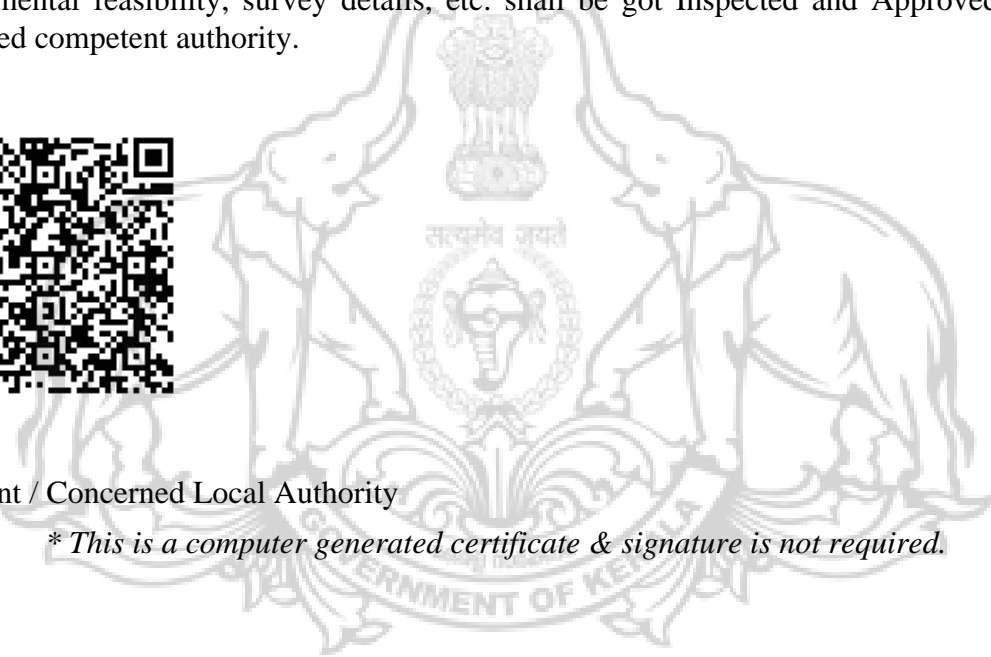 mental feasibility, survey details, etc. shall be got Inspected and Approved
ed competent authority.
सत्यमेव जयते
nt / Concerned Local Authority
* This is a computer generated certificate & signature is not required.
GOVERNMENT OF KERALA